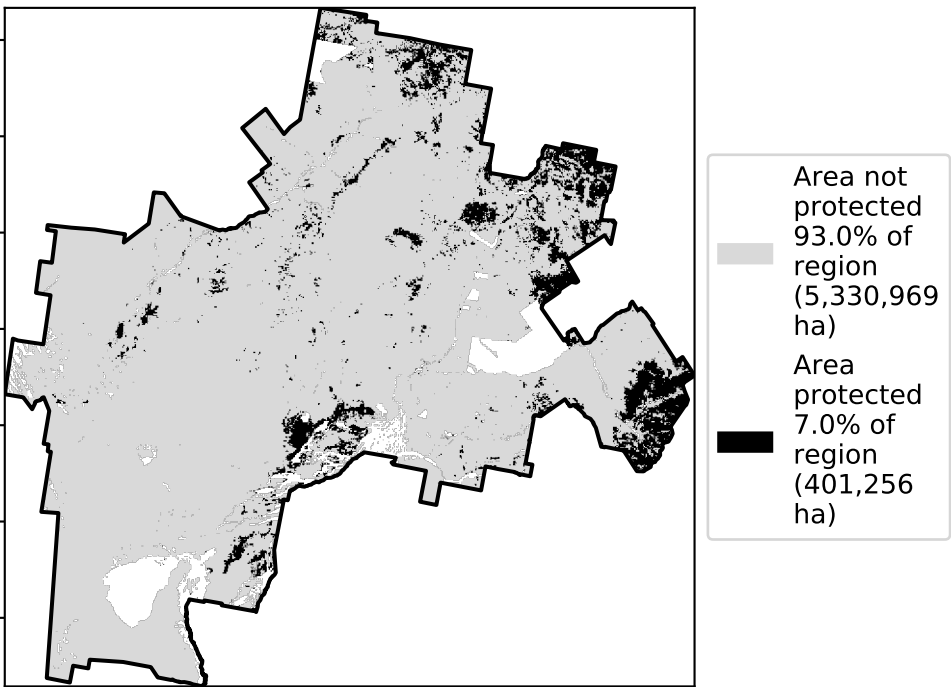 Area not
protected
93.0% of
region
(5,330,969
ha)
Area
protected
7.0% of
region
(401,256
ha)